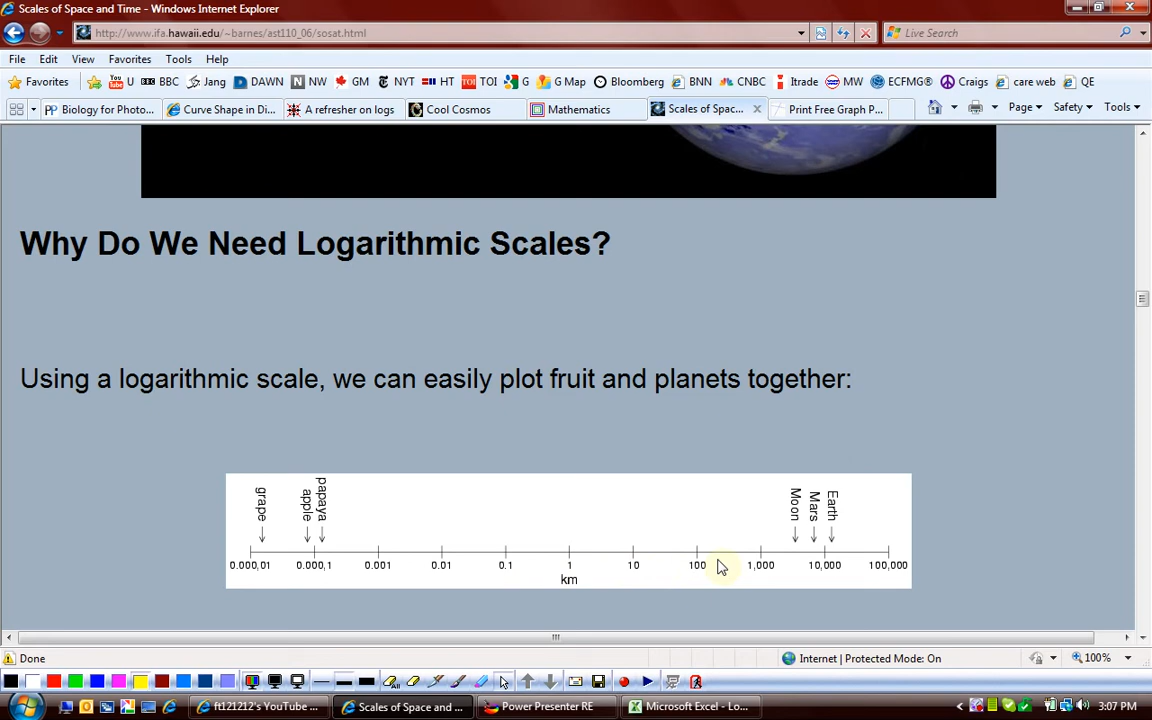 Scales of Space and Time - Windows Internet Explorer
http://www.ifa.hawaii.edu/~barnes/ast110_06/sosat.html
Live Search
File Edit View Favorites Tools Help
Favorites You Tube U BBC Jang DAWN NW GM NYT HT TOI G G Map Bloomberg BNN CNBC Itrade MW ECFMG® Craigs care web QE
Biology for Photo... Curve Shape in Di... A refresher on logs Cool Cosmos Mathematics Scales of Spac... Print Free Graph P... Page Safety Tools
Why Do We Need Logarithmic Scales?
Using a logarithmic scale, we can easily plot fruit and planets together:
grape apple papaya Moon Mars Earth
0.000,01 0.000,1 0.001 0.01 0.1 1 10 100 1,000 10,000 100,000
km
Done Internet | Protected Mode: On 100%
ft121212's YouTube ... Scales of Space and ... Power Presenter RE Microsoft Excel - Lo... 3:07 PM